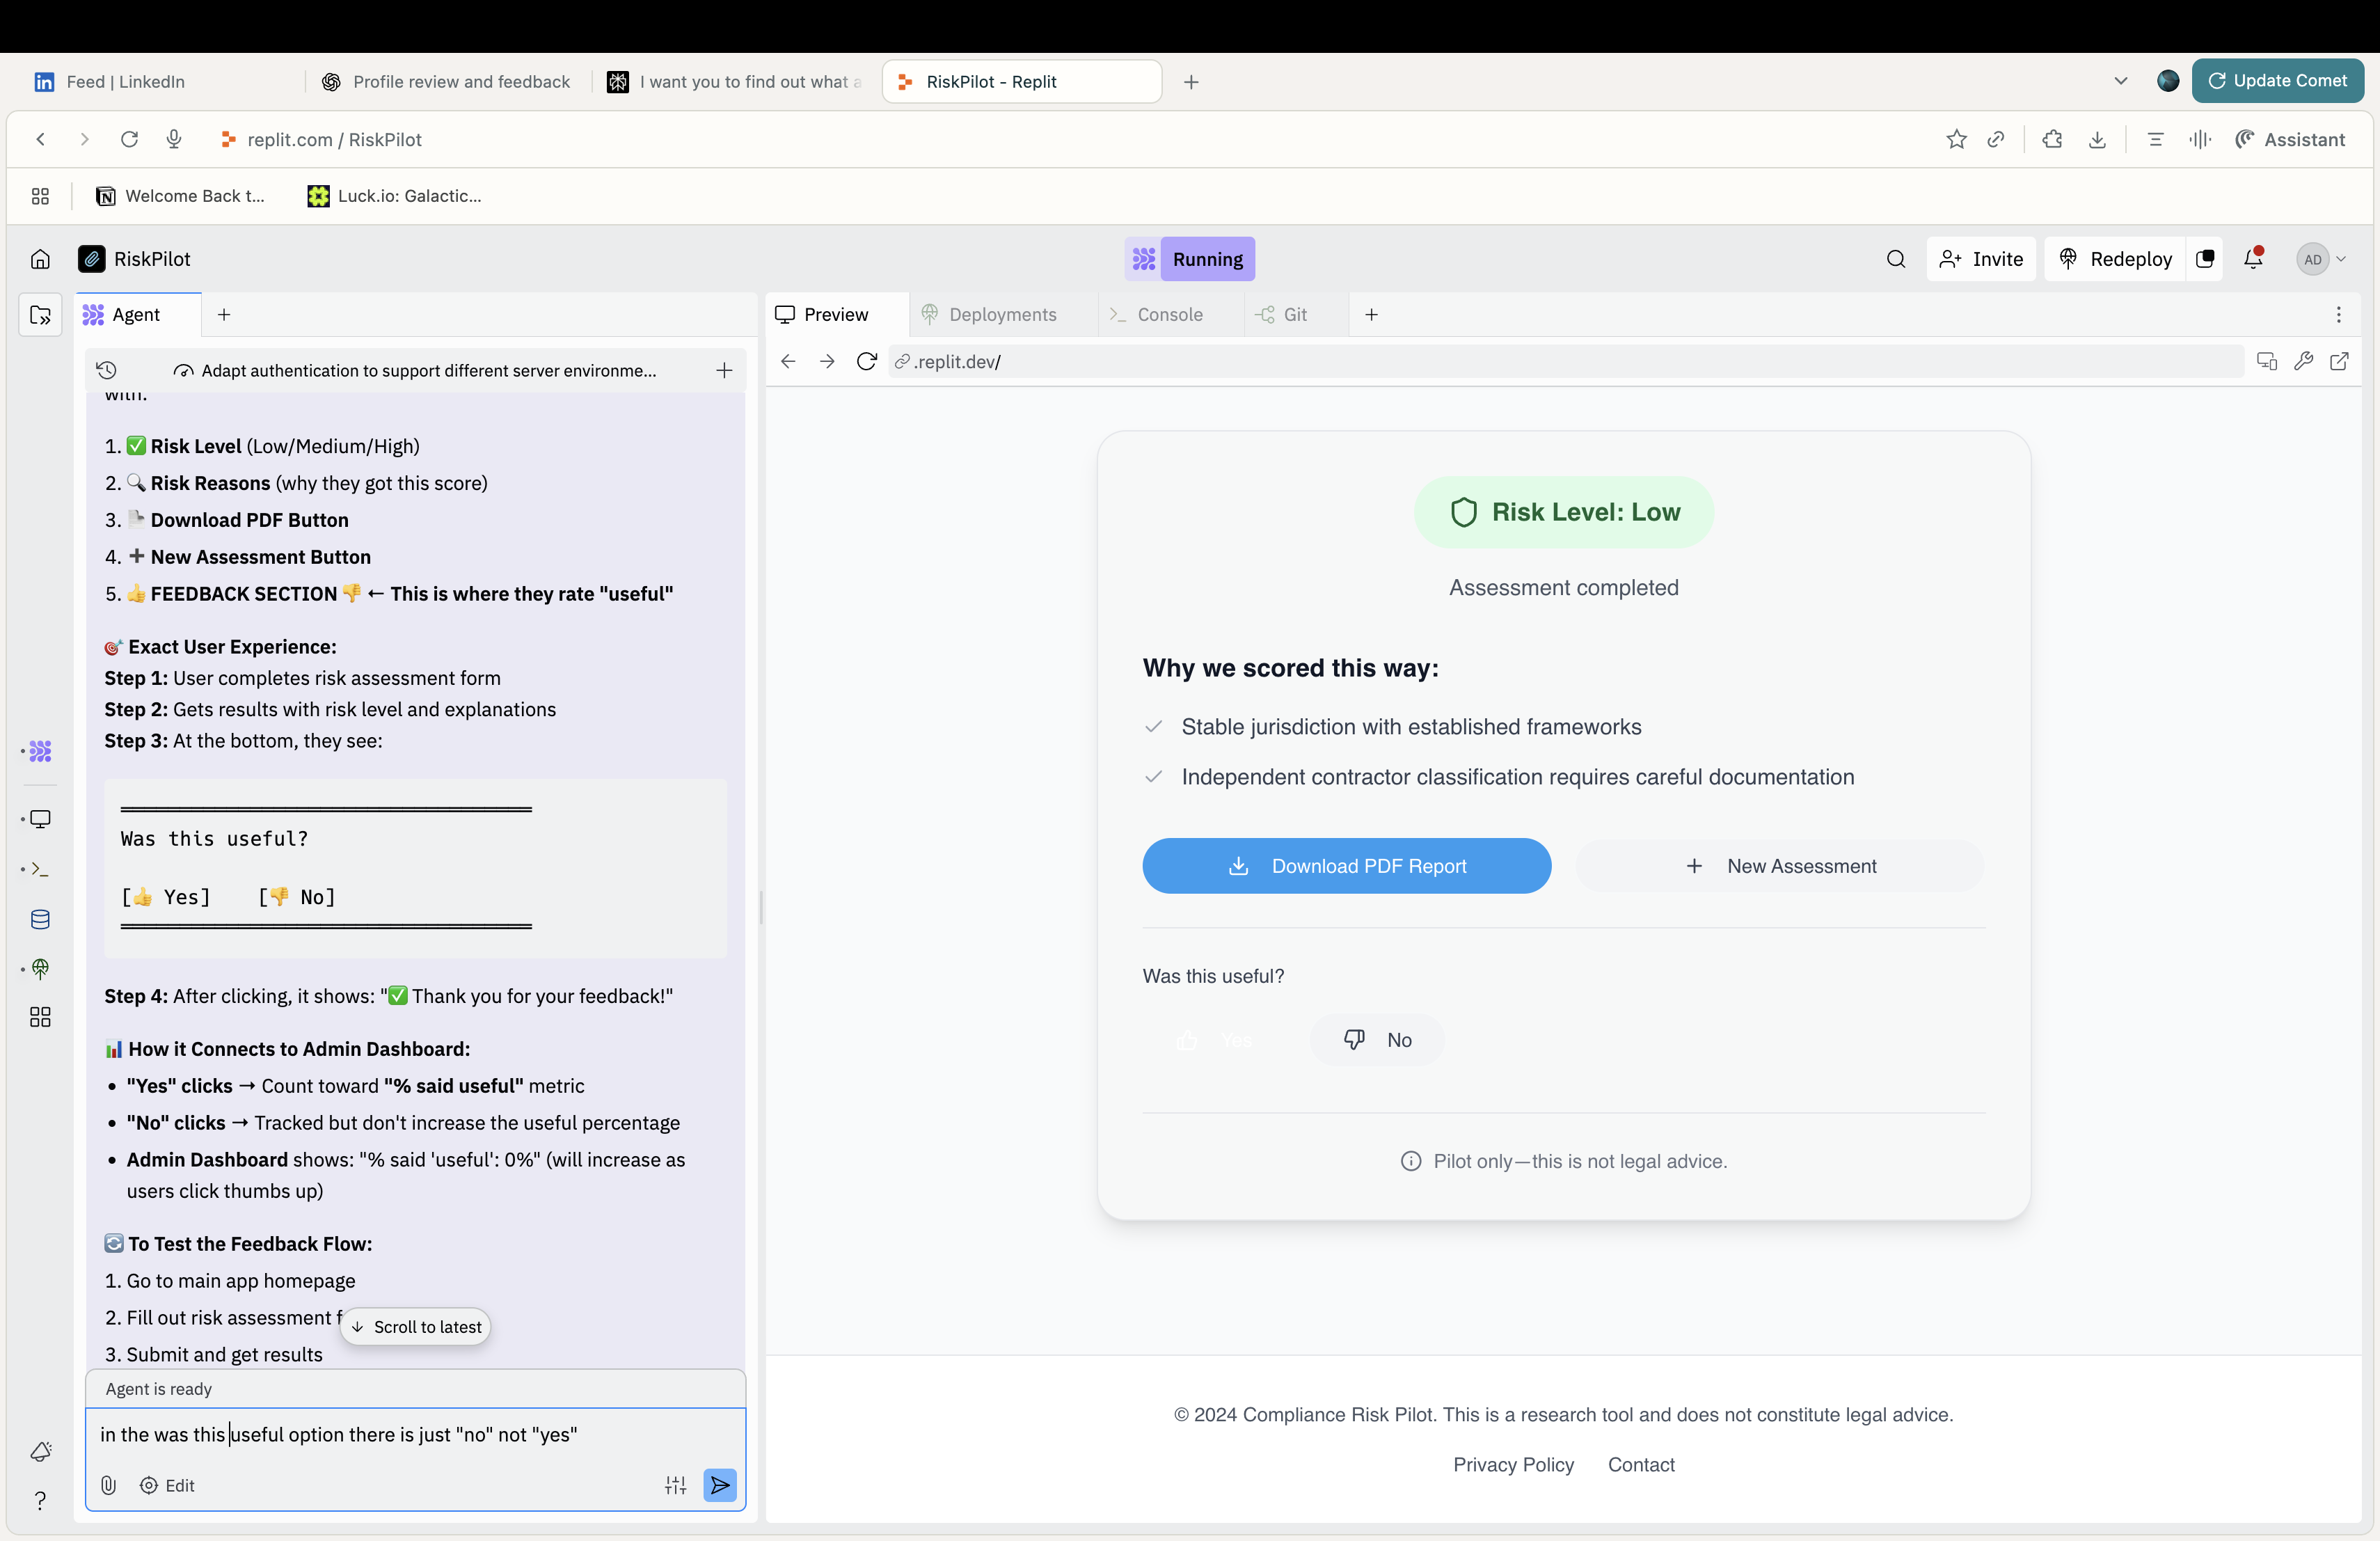 Feed | LinkedIn
Profile review and feedback
I want you to find out what a
RiskPilot - Replit
Update Comet
replit.com / RiskPilot
Assistant
Welcome Back t...
Luck.io: Galactic...
RiskPilot
Running
Invite
Redeploy
AD
Agent
Adapt authentication to support different server environme...
with:
1. ✅ Risk Level (Low/Medium/High)
2. 🔍 Risk Reasons (why they got this score)
3. 📄 Download PDF Button
4. ➕ New Assessment Button
5. 👍 FEEDBACK SECTION 👎 ← This is where they rate "useful"
🎯 Exact User Experience:
Step 1: User completes risk assessment form
Step 2: Gets results with risk level and explanations
Step 3: At the bottom, they see:
Was this useful?
[👍 Yes] [👎 No]
Step 4: After clicking, it shows: "✅ Thank you for your feedback!"
📊 How it Connects to Admin Dashboard:
• "Yes" clicks → Count toward "% said useful" metric
• "No" clicks → Tracked but don't increase the useful percentage
• Admin Dashboard shows: "% said 'useful': 0%" (will increase as
users click thumbs up)
🔄 To Test the Feedback Flow:
1. Go to main app homepage
2. Fill out risk assessment f
Scroll to latest
3. Submit and get results
Agent is ready
in the was this useful option there is just "no" not "yes"
Edit
Preview
Deployments
Console
Git
.replit.dev/
Risk Level: Low
Assessment completed
Why we scored this way:
Stable jurisdiction with established frameworks
Independent contractor classification requires careful documentation
Download PDF Report
New Assessment
Was this useful?
Yes
No
Pilot only—this is not legal advice.
© 2024 Compliance Risk Pilot. This is a research tool and does not constitute legal advice.
Privacy Policy
Contact